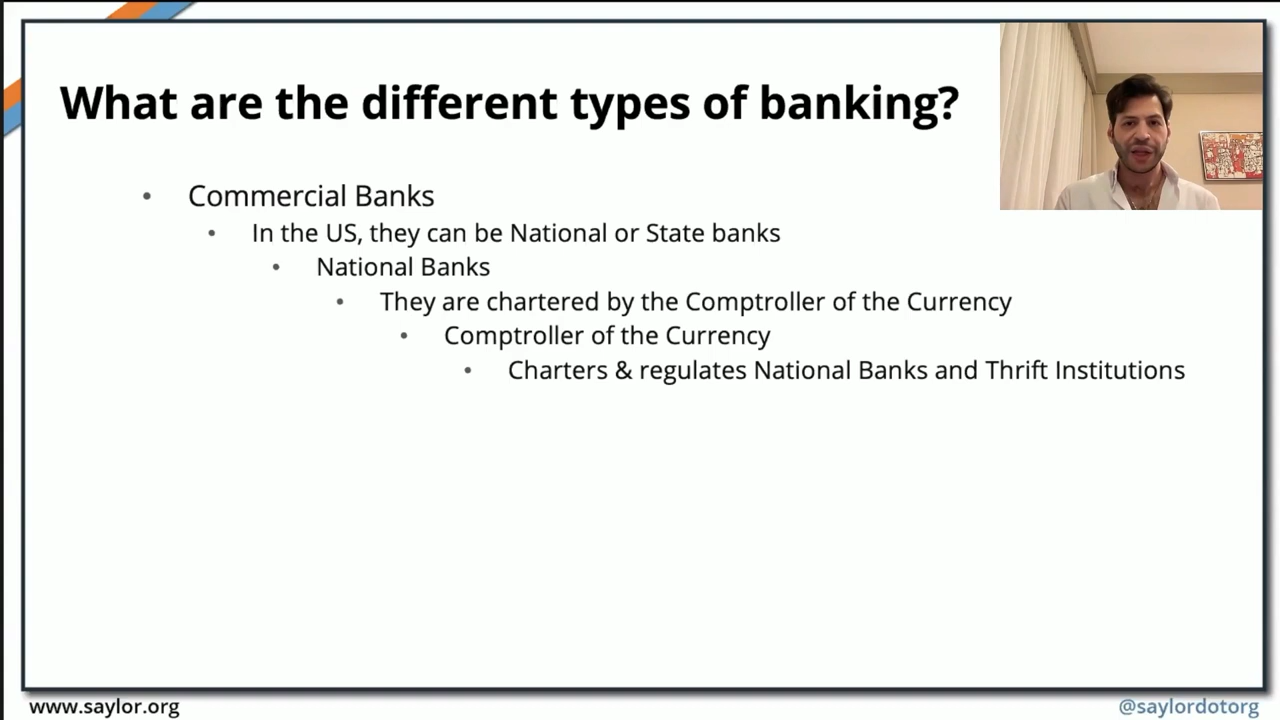 What are the different types of banking?
• Commercial Banks
• In the US, they can be National or State banks
• National Banks
• They are chartered by the Comptroller of the Currency
• Comptroller of the Currency
• Charters & regulates National Banks and Thrift Institutions
www.saylor.org
@saylordotorg